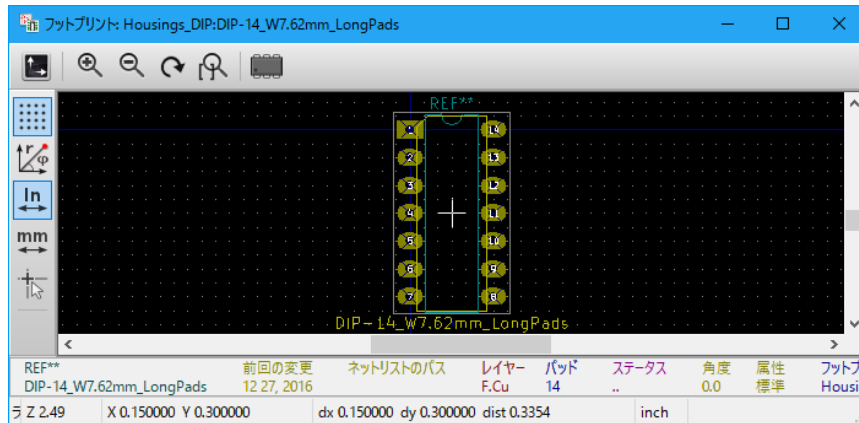 フットプリント: Housings_DIP:DIP-14_W7.62mm_LongPads
In
mm
REF**
1 14
2 13
3 12
4 11
5 10
6 9
7 8
DIP-14_W7.62mm_LongPads
REF** 前回の変更 ネットリストのパス レイヤー パッド ステータス 角度 属性 フットプ
DIP-14_W7.62mm_LongPads 12 27, 2016 F.Cu 14 .. 0.0 標準 Housi
Z 2.49 X 0.150000 Y 0.300000 dx 0.150000 dy 0.300000 dist 0.3354 inch